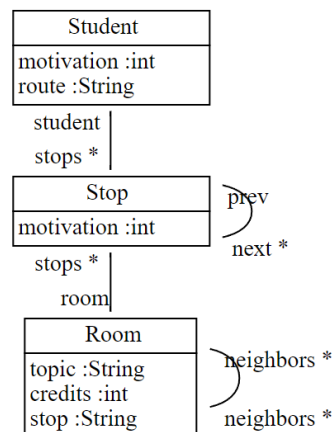 Student
motivation :int
route :String
student
stops *
Stop
motivation :int
prev
next *
stops *
room
Room
topic :String
credits :int
stop :String
neighbors *
neighbors *